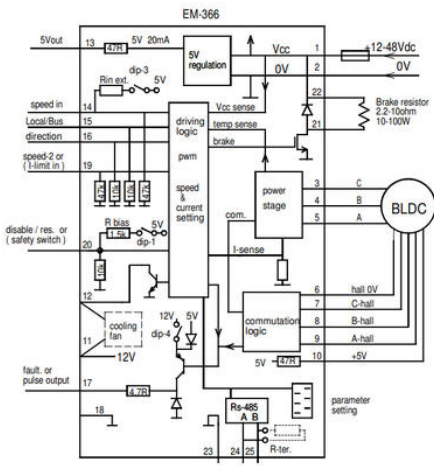 EM-366
5Vout
13
47R
5V 20mA
5V
regulation
Vcc
1
+12-48Vdc
0V
2
0V
dip-3
Rin ext.
5V
22
speed in
14
Vcc sense
Brake resistor
2.2-10ohm
10-100W
Local/Bus
15
driving
logic
temp sense
21
direction
16
brake
pwm
speed-2 or
( I-limit in )
19
speed
&
current
setting
47k
10k
10k
47k
power
stage
3
C
4
B
5
A
BLDC
disable / res. or
( safety switch )
R bias
5V
1.5k
dip-1
com.
20
I-sense
10k
12
6
hall 0V
7
C-hall
commutation
logic
8
B-hall
cooling
fan
12V
5V
9
A-hall
dip-4
11
12V
5V
47R
10
+5V
fault. or
pulse output
17
4.7R
Rs-485
A B
parameter
setting
18
R-ter.
23
24
25